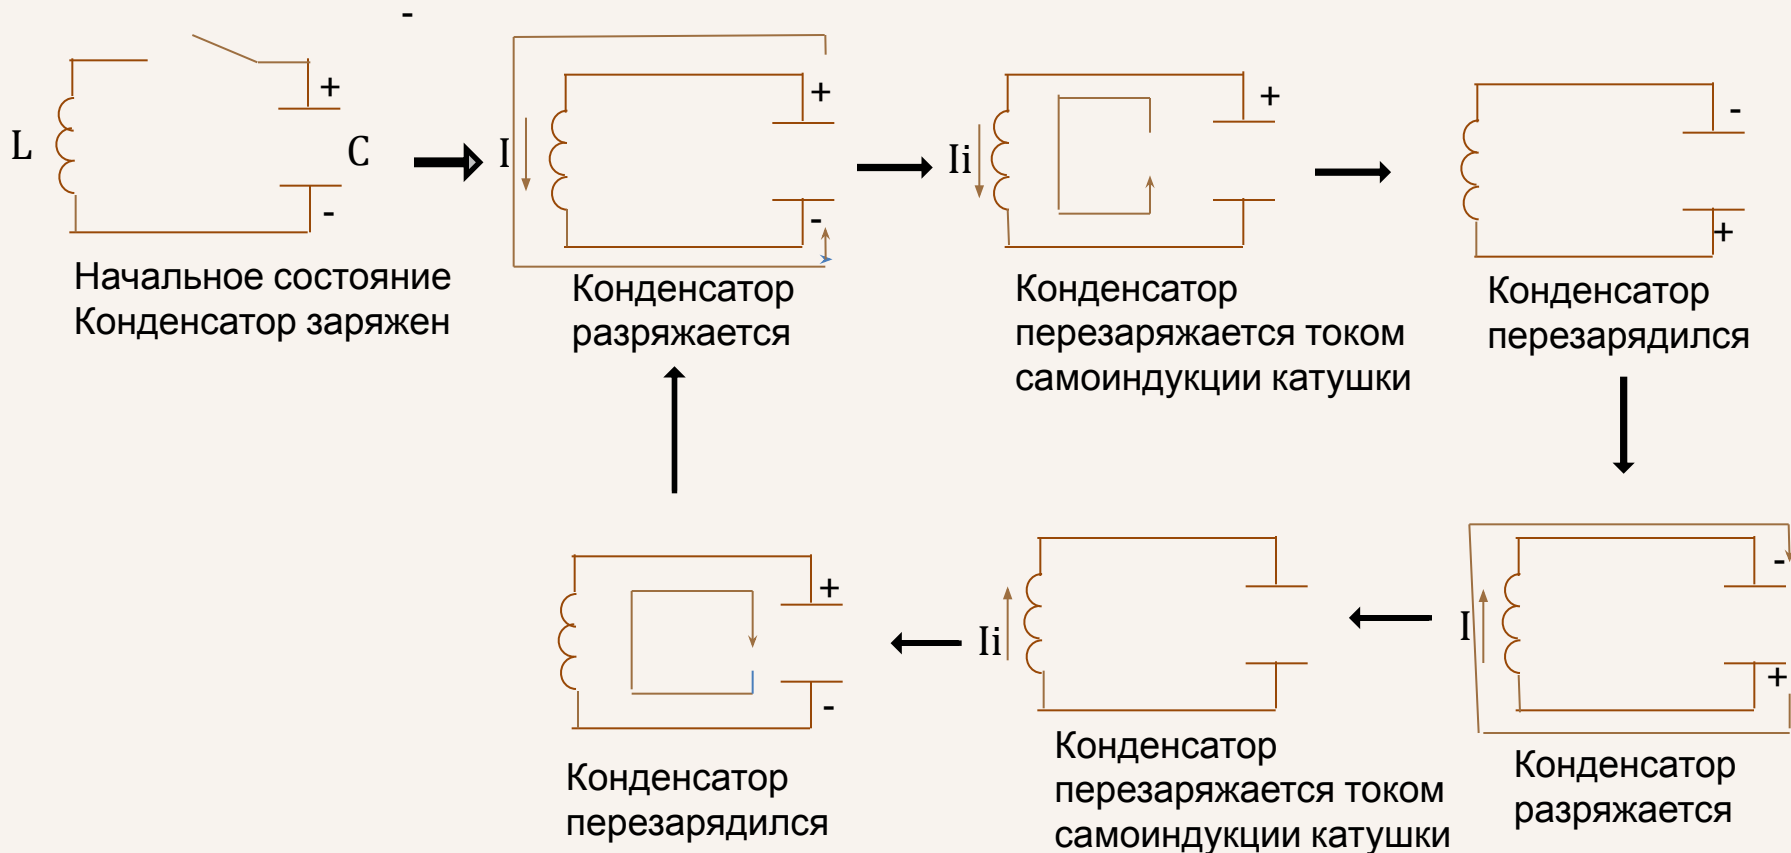 -
+
L
C
-
Начальное состояние
Конденсатор заряжен
I
+
-
Конденсатор
разряжается
Ii
+
Конденсатор
перезаряжается током
самоиндукции катушки
-
+
Конденсатор
перезарядился
+
-
Конденсатор
перезарядился
Ii
Конденсатор
перезаряжается током
самоиндукции катушки
I
-
+
Конденсатор
разряжается